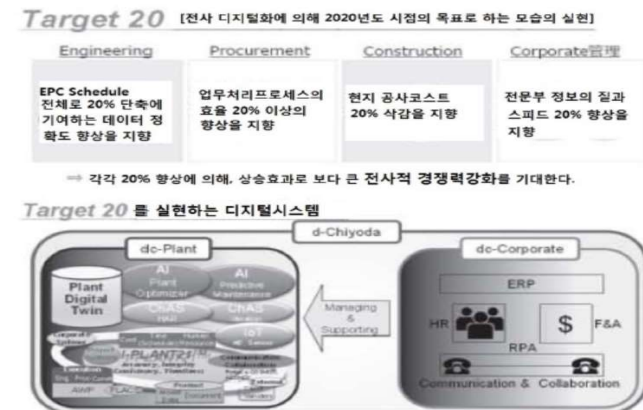 Target 20 [전사 디지털화에 의해 2020년도 시점의 목표로 하는 모습의 실현]
Engineering Procurement Construction Corporate管理
EPC Schedule
전체로 20% 단축에
기여하는 데이터 정
확도 향상을 지향
업무처리프로세스의
효율 20% 이상의
향상을 지향
현지 공사코스트
20% 삭감을 지향
전문부 정보의 질과
스피드 20% 향상을
지향
⇒ 각각 20% 향상에 의해, 상승효과로 보다 큰 전사적 경쟁력강화를 기대한다.
Target 20 를 실현하는 디지털시스템
d-Chiyoda
dc-Plant
Plant
Digital
Twin
AI
Plant
Optimizer
AI
Predictive
Maintenance
IoT
i-PLANT21
AWP
Product
Document
Managing
&
Supporting
dc-Corporate
ERP
HR
$
F&A
RPA
Communication & Collaboration